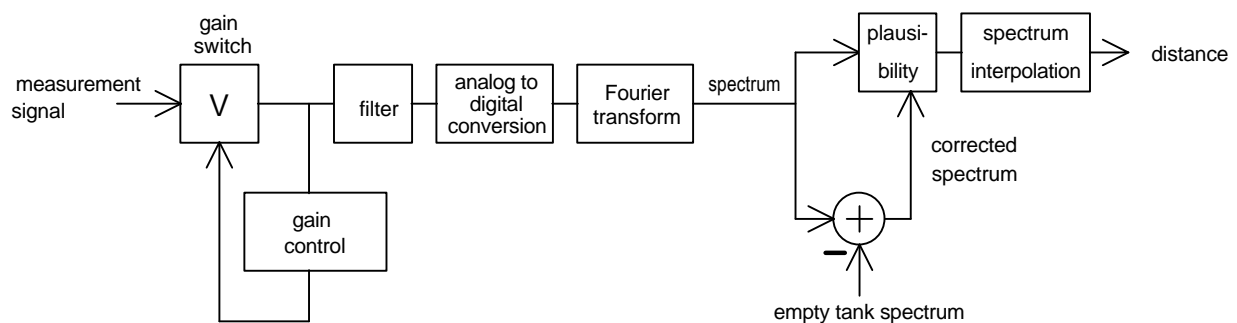 gain
switch
measurement
signal
V
filter
analog to
digital
conversion
Fourier
transform
spectrum
plausi-
bility
spectrum
interpolation
distance
gain
control
corrected
spectrum
+
−
empty tank spectrum